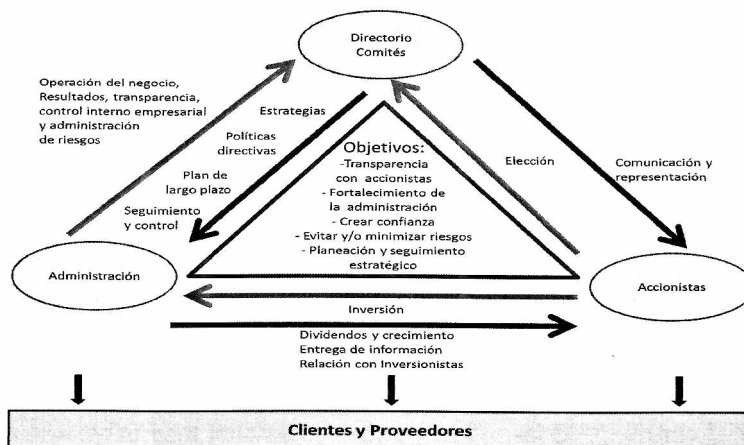 Directorio
Comités
Operación del negocio,
Resultados, transparencia,
control interno empresarial
y administración
de riesgos
Estrategias
Políticas
directivas
Plan de
largo plazo
Seguimiento
y control
Objetivos:
-Transparencia
con accionistas
- Fortalecimiento de
la administración
- Crear confianza
- Evitar y/o minimizar riesgos
- Planeación y seguimiento
estratégico
Elección
Comunicación y
representación
Administración
Accionistas
Inversión
Dividendos y crecimiento
Entrega de información
Relación con Inversionistas
Clientes y Proveedores